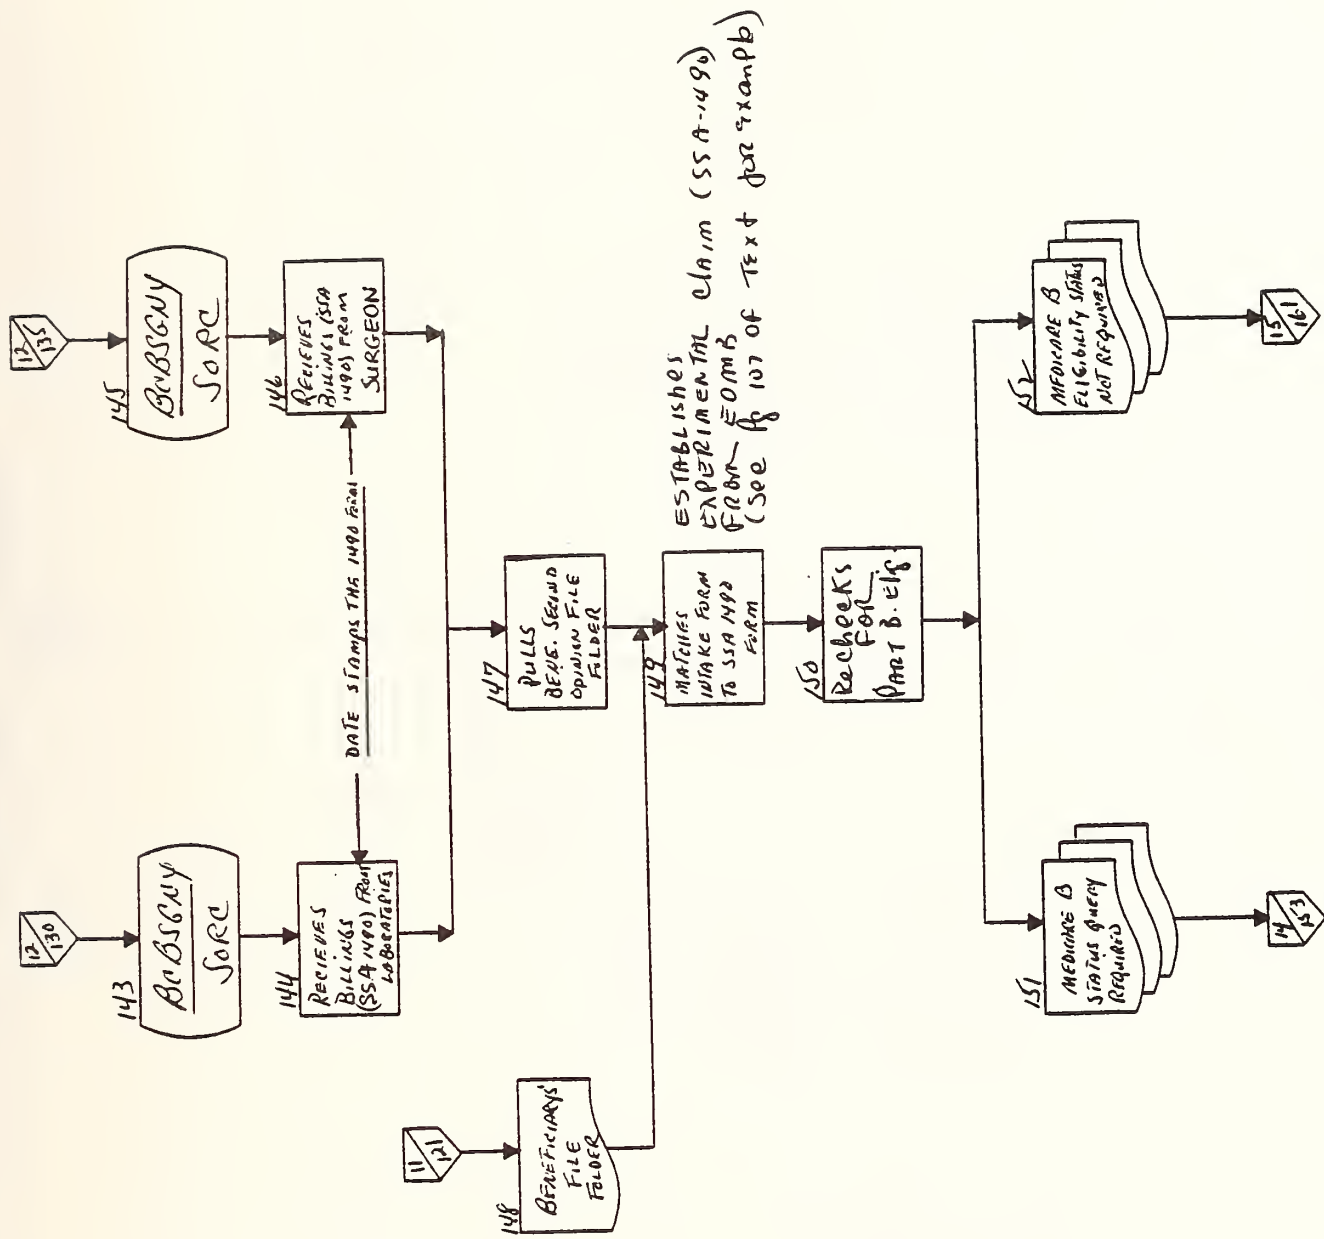 12/135
145
BCBSGNY
SORC
146
RECIEVES
BILLINGS (SSA
1490) FROM
SURGEON
12/130
143
BCBSGNY
SORC
144
RECIEVES
BILLINGS
(SSA 1490) FROM
LABORATORIES
DATE STAMPS THE 1490 FORM
147
PULLS
BENE. SECOND
OPINION FILE
FOLDER
11/121
148
BENEFICIARYS'
FILE
FOLDER
149
MATCHES
INTAKE FORM
TO SSA 1490
FORM
ESTABLISHES
EXPERIMENTAL CLAIM (SSA-1490)
FROM EOMB
(See Pg 107 OF TEXT for Example)
150
Rechecks
FOR
PART B. Elg.
151
MEDICARE B
STATUS QUERY
REQUIRED
14/153
152
MEDICARE B
ELIGIBILITY STATUS
NOT REQUIRED
15/161